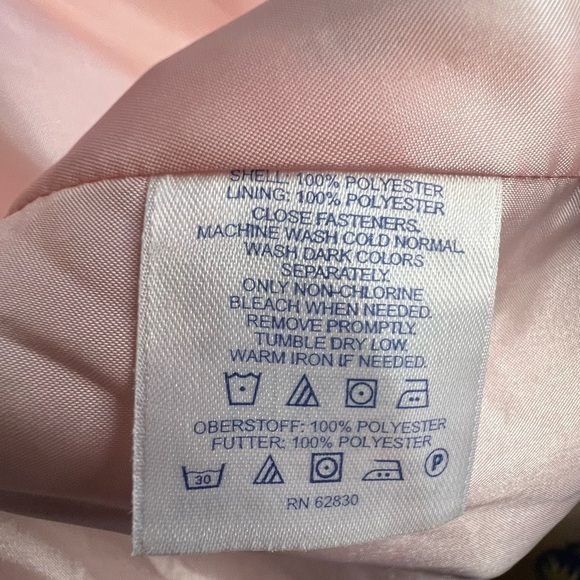 SHELL: 100% POLYESTER
LINING: 100% POLYESTER
CLOSE FASTENERS.
MACHINE WASH COLD NORMAL.
WASH DARK COLORS
SEPARATELY.
ONLY NON-CHLORINE
BLEACH WHEN NEEDED.
REMOVE PROMPTLY.
TUMBLE DRY LOW.
WARM IRON IF NEEDED.
OBERSTOFF: 100% POLYESTER
FUTTER: 100% POLYESTER
30 P
RN 62830